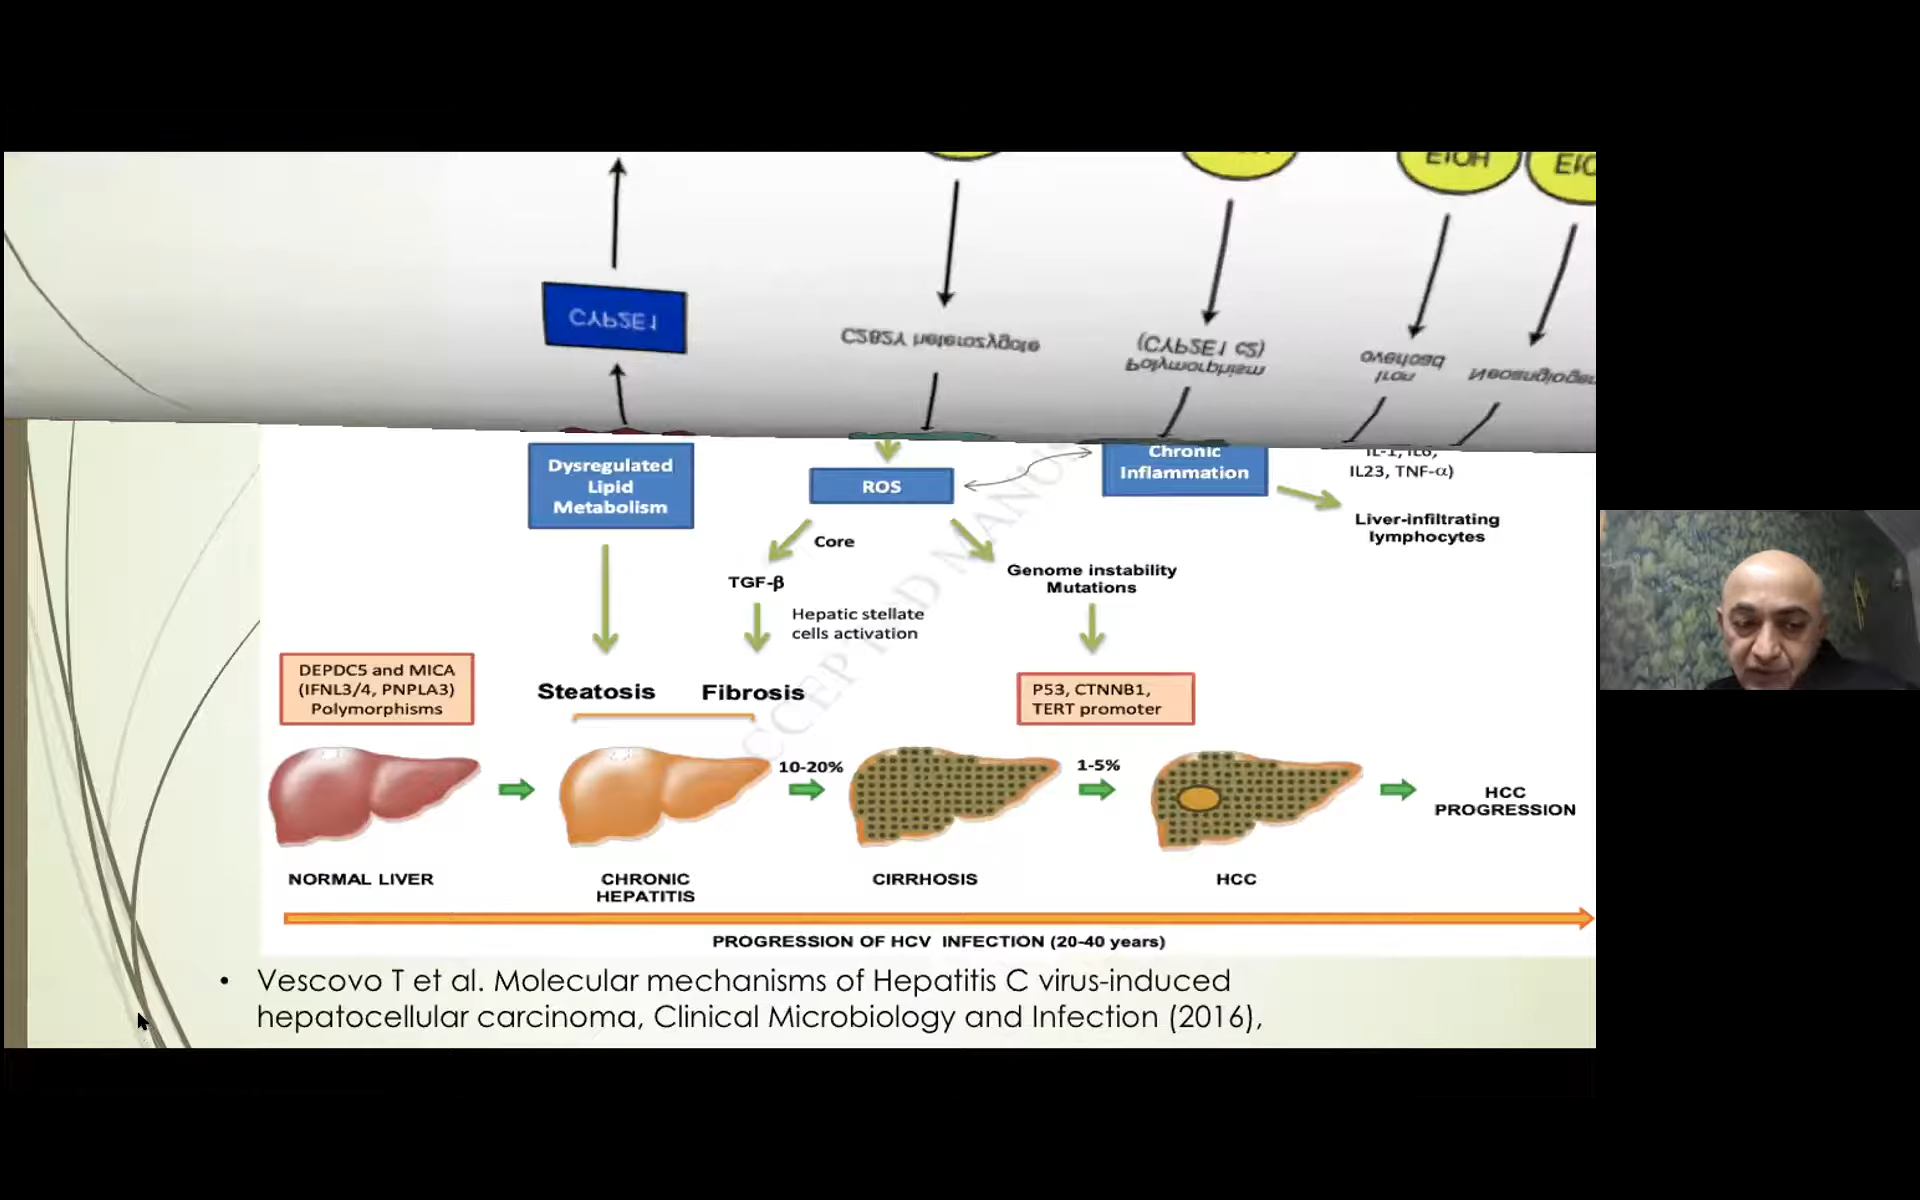 EtOH
CYP2E1
C282Y heterozygote
(CYP2E1 c2)
Polymorphism
overload
Iron
Dysregulated
Lipid
Metabolism
ROS
Chronic
Inflammation
IL-1, IL6,
IL23, TNF-α)
Liver-infiltrating
lymphocytes
Core
TGF-β
Genome instability
Mutations
Hepatic stellate
cells activation
DEPDC5 and MICA
(IFNL3/4, PNPLA3)
Polymorphisms
Steatosis
Fibrosis
P53, CTNNB1,
TERT promoter
10-20%
1-5%
HCC
PROGRESSION
NORMAL LIVER
CHRONIC
HEPATITIS
CIRRHOSIS
HCC
PROGRESSION OF HCV INFECTION (20-40 years)
• Vescovo T et al. Molecular mechanisms of Hepatitis C virus-induced
hepatocellular carcinoma, Clinical Microbiology and Infection (2016),